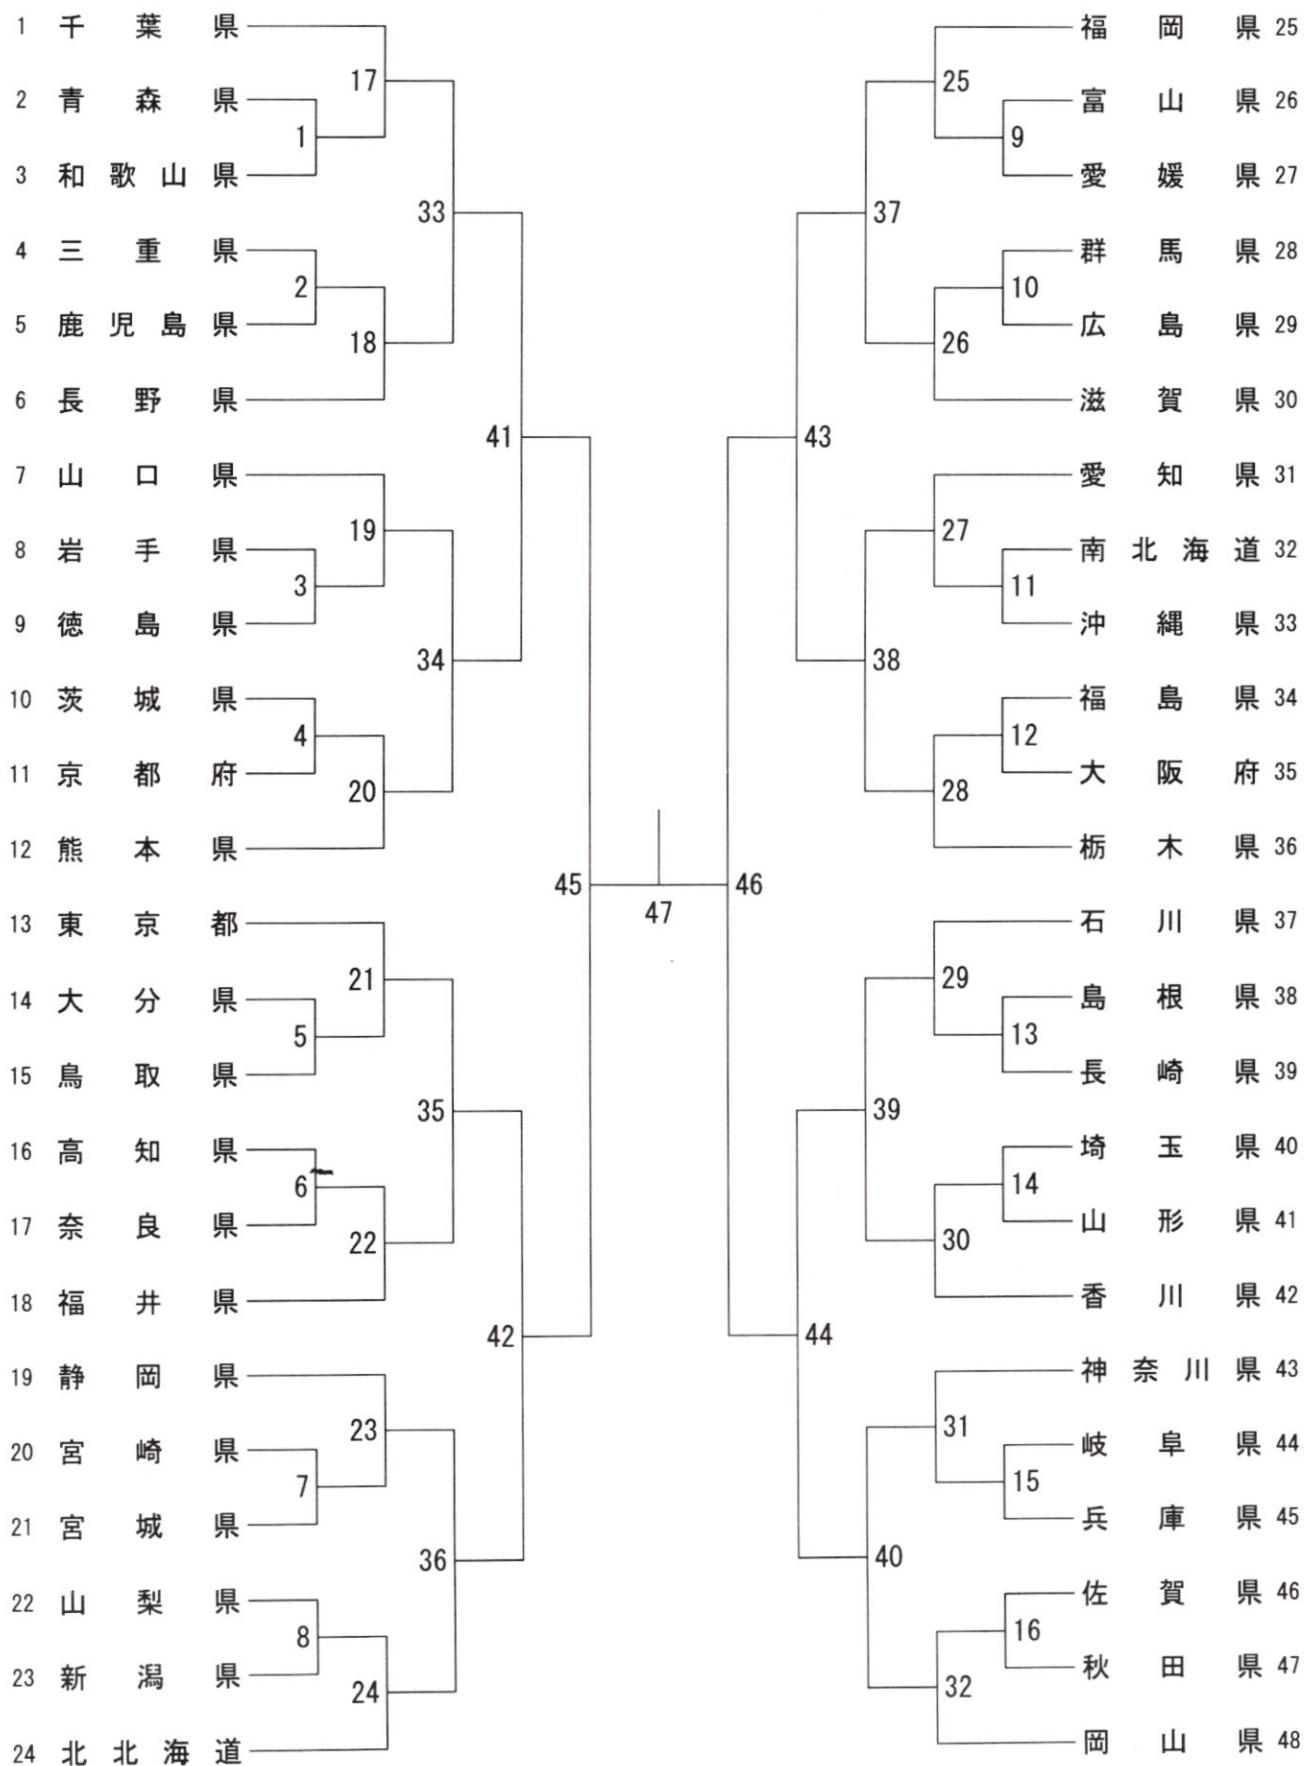 1 千葉県
2 青森県
3 和歌山県
4 三重県
5 鹿児島県
6 長野県
7 山口県
8 岩手県
9 徳島県
10 茨城県
11 京都府
12 熊本県
13 東京都
14 大分県
15 鳥取県
16 高知県
17 奈良県
18 福井県
19 静岡県
20 宮崎県
21 宮城県
22 山梨県
23 新潟県
24 北北海道
1
2
3
4
5
6
7
8
17
18
19
20
21
22
23
24
33
34
35
36
41
42
45
47
46
43
44
37
38
39
40
25
26
27
28
29
30
31
32
9
10
11
12
13
14
15
16
福岡県 25
富山県 26
愛媛県 27
群馬県 28
広島県 29
滋賀県 30
愛知県 31
南北海道 32
沖縄県 33
福島県 34
大阪府 35
栃木県 36
石川県 37
島根県 38
長崎県 39
埼玉県 40
山形県 41
香川県 42
神奈川県 43
岐阜県 44
兵庫県 45
佐賀県 46
秋田県 47
岡山県 48